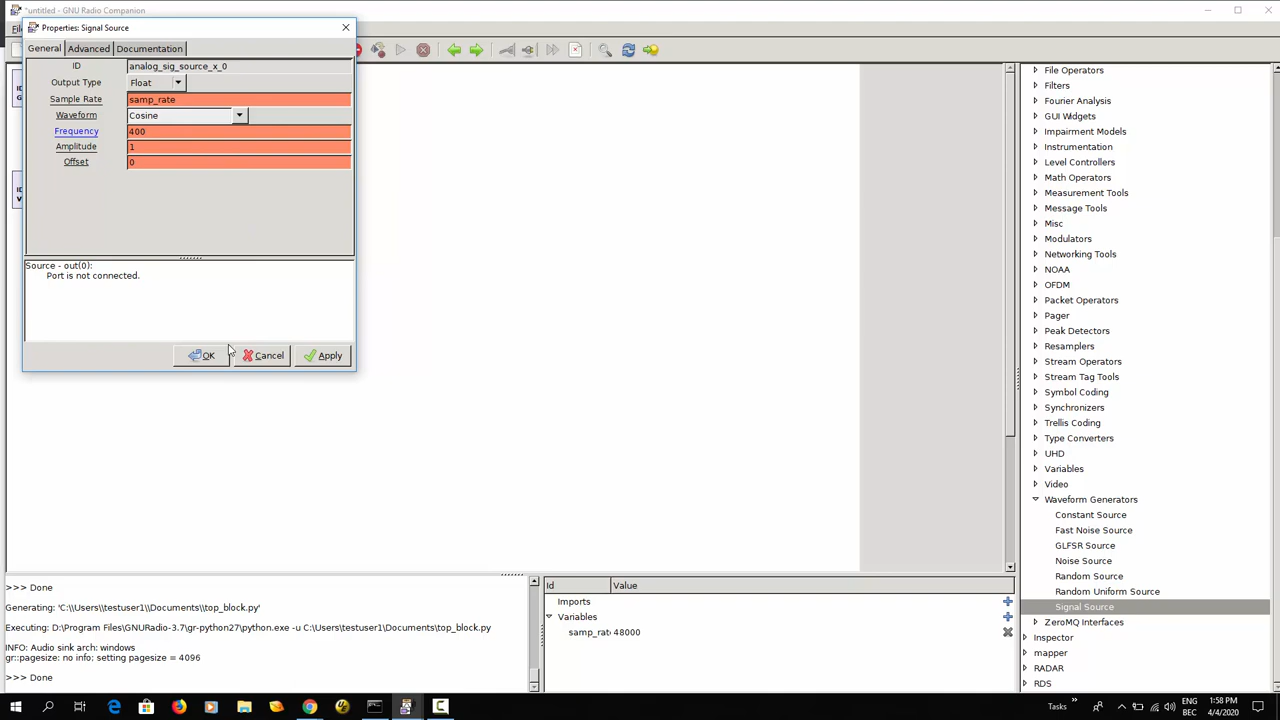 *untitled - GNU Radio Companion
Properties: Signal Source
General Advanced Documentation
ID analog_sig_source_x_0
Output Type Float
Sample Rate samp_rate
Waveform Cosine
Frequency 400
Amplitude 1
Offset 0
Source - out(0):
Port is not connected.
OK Cancel Apply
File Operators
Filters
Fourier Analysis
GUI Widgets
Impairment Models
Instrumentation
Level Controllers
Math Operators
Measurement Tools
Message Tools
Misc
Modulators
Networking Tools
NOAA
OFDM
Packet Operators
Pager
Peak Detectors
Resamplers
Stream Operators
Stream Tag Tools
Symbol Coding
Synchronizers
Trellis Coding
Type Converters
UHD
Variables
Video
Waveform Generators
Constant Source
Fast Noise Source
GLFSR Source
Noise Source
Random Source
Random Uniform Source
Signal Source
ZeroMQ Interfaces
Inspector
mapper
RADAR
RDS
>>> Done
Generating: 'C:\\Users\\testuser1\\Documents\\top_block.py'
Executing: D:\Program Files\GNURadio-3.7\gr-python27\python.exe -u C:\Users\testuser1\Documents\top_block.py
INFO: Audio sink arch: windows
gr::pagesize: no info: setting pagesize = 4096
>>> Done
Id Value
Imports
Variables
samp_rat 48000
Tasks
ENG
BEC
1:58 PM
4/4/2020